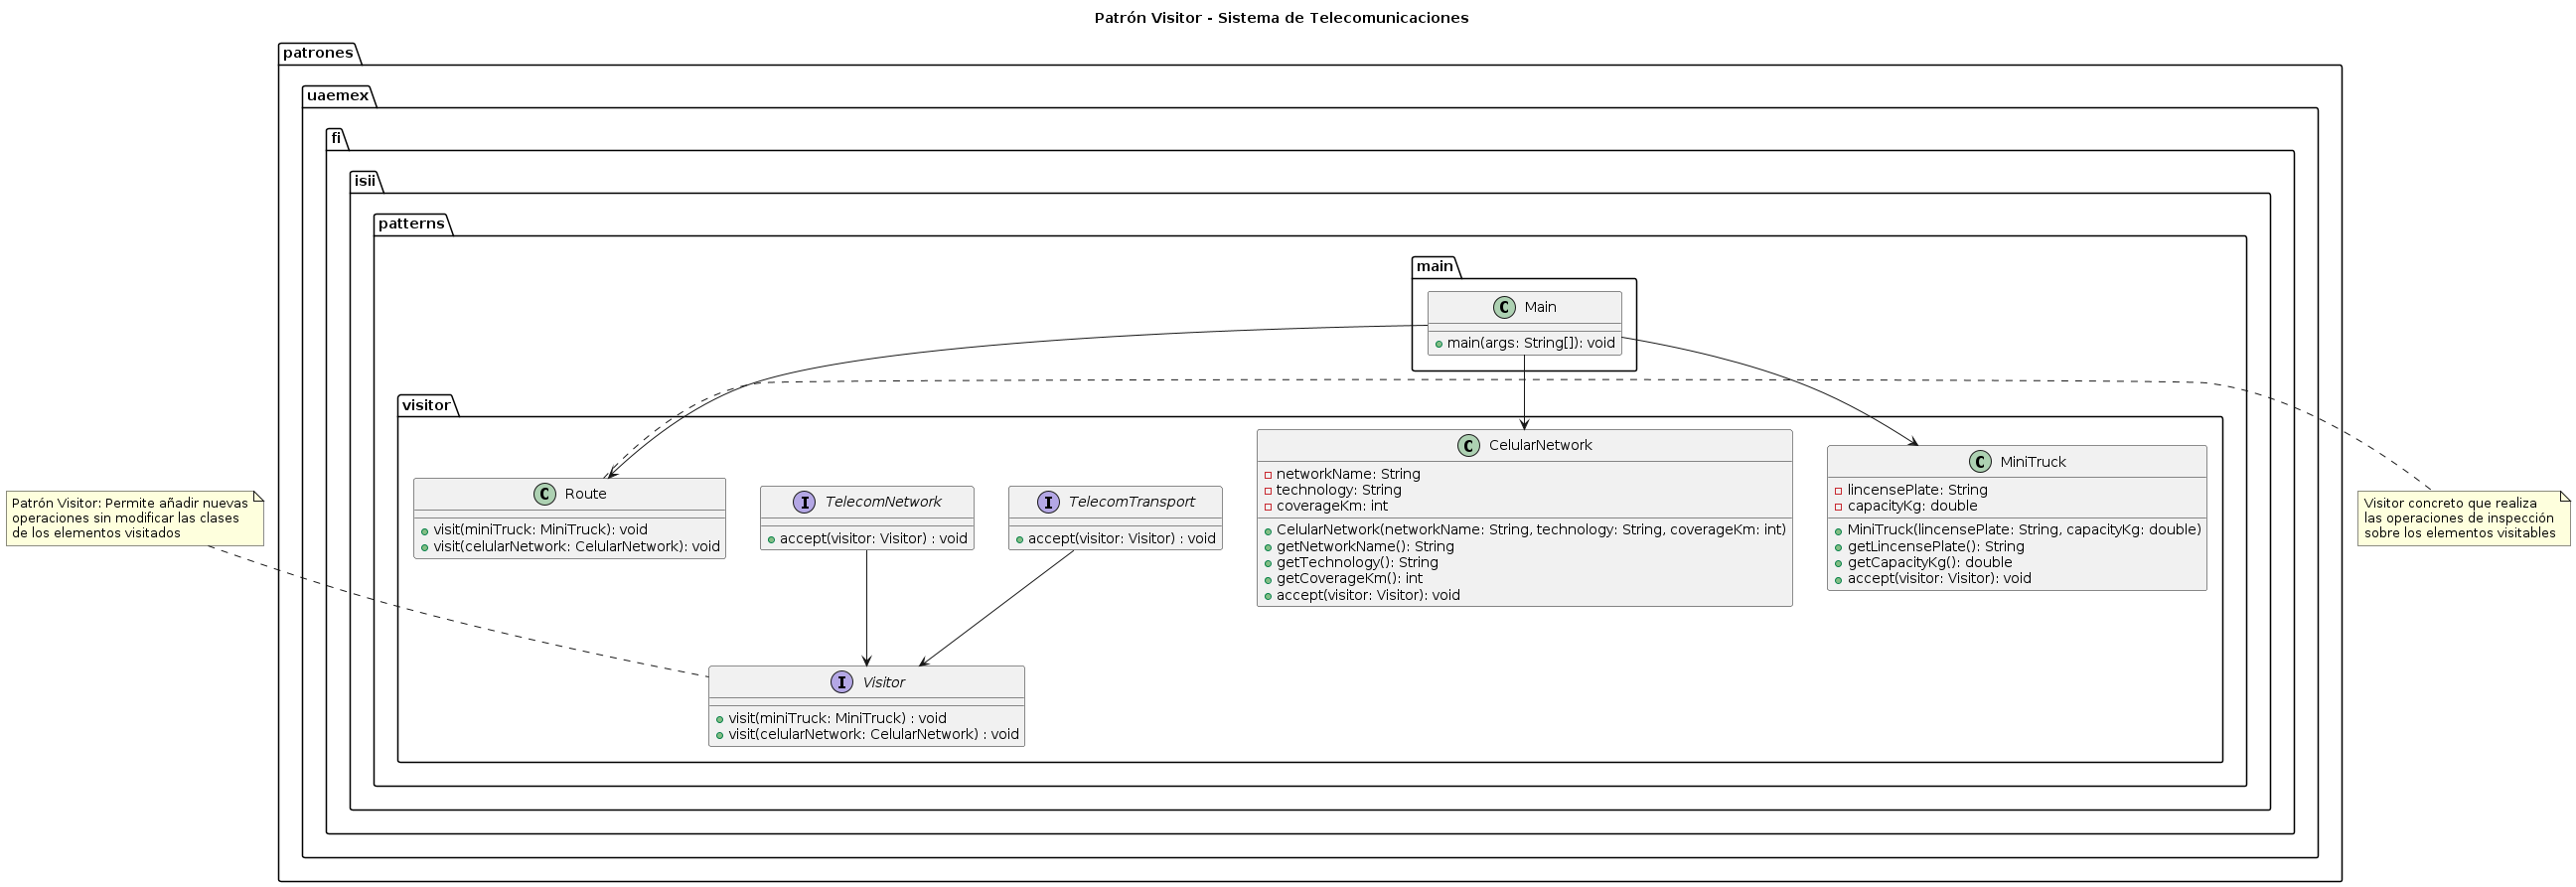 Patrón Visitor - Sistema de Telecomunicaciones
patrones
uaemex
fi
isii
patterns
main
C Main
main(args: String[]): void
visitor
C Route
visit(miniTruck: MiniTruck): void
visit(celularNetwork: CelularNetwork): void
I TelecomNetwork
accept(visitor: Visitor) : void
I TelecomTransport
accept(visitor: Visitor) : void
C CelularNetwork
networkName: String
technology: String
coverageKm: int
CelularNetwork(networkName: String, technology: String, coverageKm: int)
getNetworkName(): String
getTechnology(): String
getCoverageKm(): int
accept(visitor: Visitor): void
C MiniTruck
lincensePlate: String
capacityKg: double
MiniTruck(lincensePlate: String, capacityKg: double)
getLincensePlate(): String
getCapacityKg(): double
accept(visitor: Visitor): void
Patrón Visitor: Permite añadir nuevas
operaciones sin modificar las clases
de los elementos visitados
Visitor concreto que realiza
las operaciones de inspección
sobre los elementos visitables
I Visitor
visit(miniTruck: MiniTruck) : void
visit(celularNetwork: CelularNetwork) : void